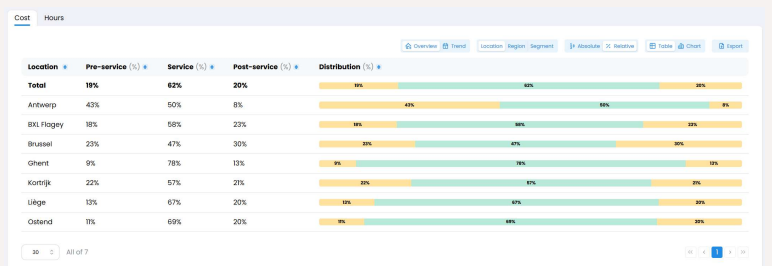 Cost Hours
Overview Trend Location Region Segment Absolute Relative Table Chart Export
Location Pre-service (%) Service (%) Post-service (%) Distribution (%)
Total 19% 62% 20% 19% 62% 20%
Antwerp 43% 50% 8% 43% 50% 8%
BXL Flagey 18% 58% 23% 18% 58% 23%
Brussel 23% 47% 30% 23% 47% 30%
Ghent 9% 78% 13% 9% 78% 13%
Kortrijk 22% 57% 21% 22% 57% 21%
Liège 13% 67% 20% 13% 67% 20%
Ostend 11% 69% 20% 11% 69% 20%
30 All of 7 1